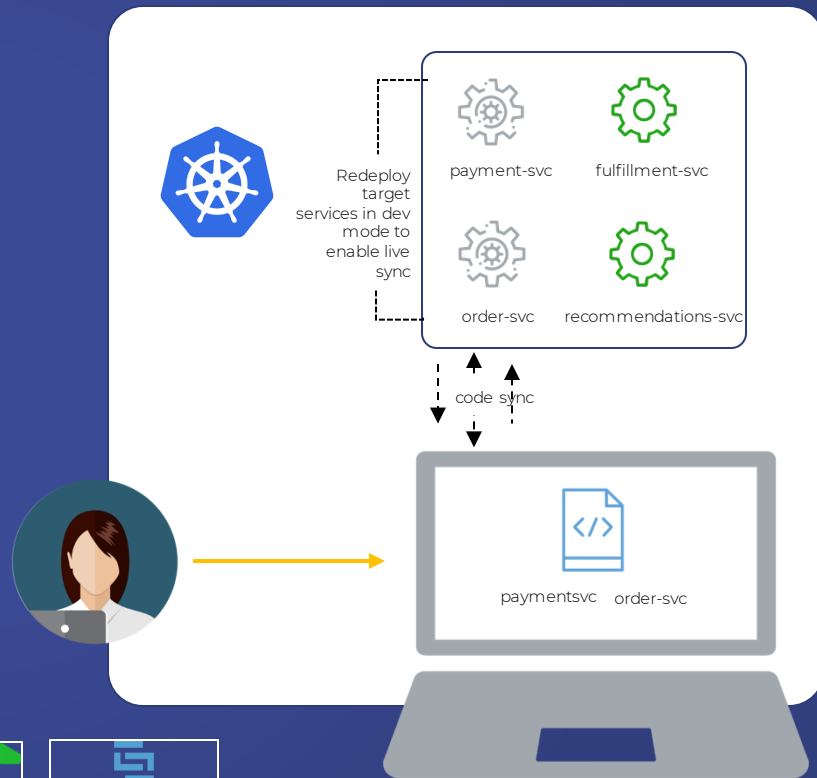 payment-svc
fulfillment-svc
Redeploy
target
services in dev
mode to
enable live
sync
order-svc
recommendations-svc
code sync
paymentsvc
order-svc